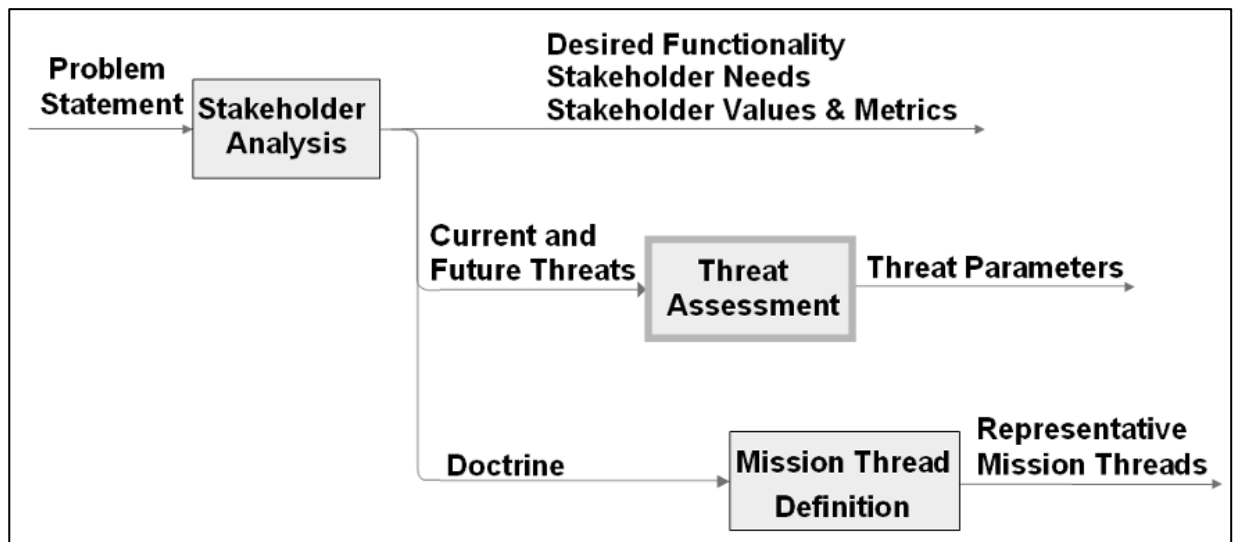 Problem
Statement
Stakeholder
Analysis
Desired Functionality
Stakeholder Needs
Stakeholder Values & Metrics
Current and
Future Threats
Threat
Assessment
Threat Parameters
Doctrine
Mission Thread
Definition
Representative
Mission Threads